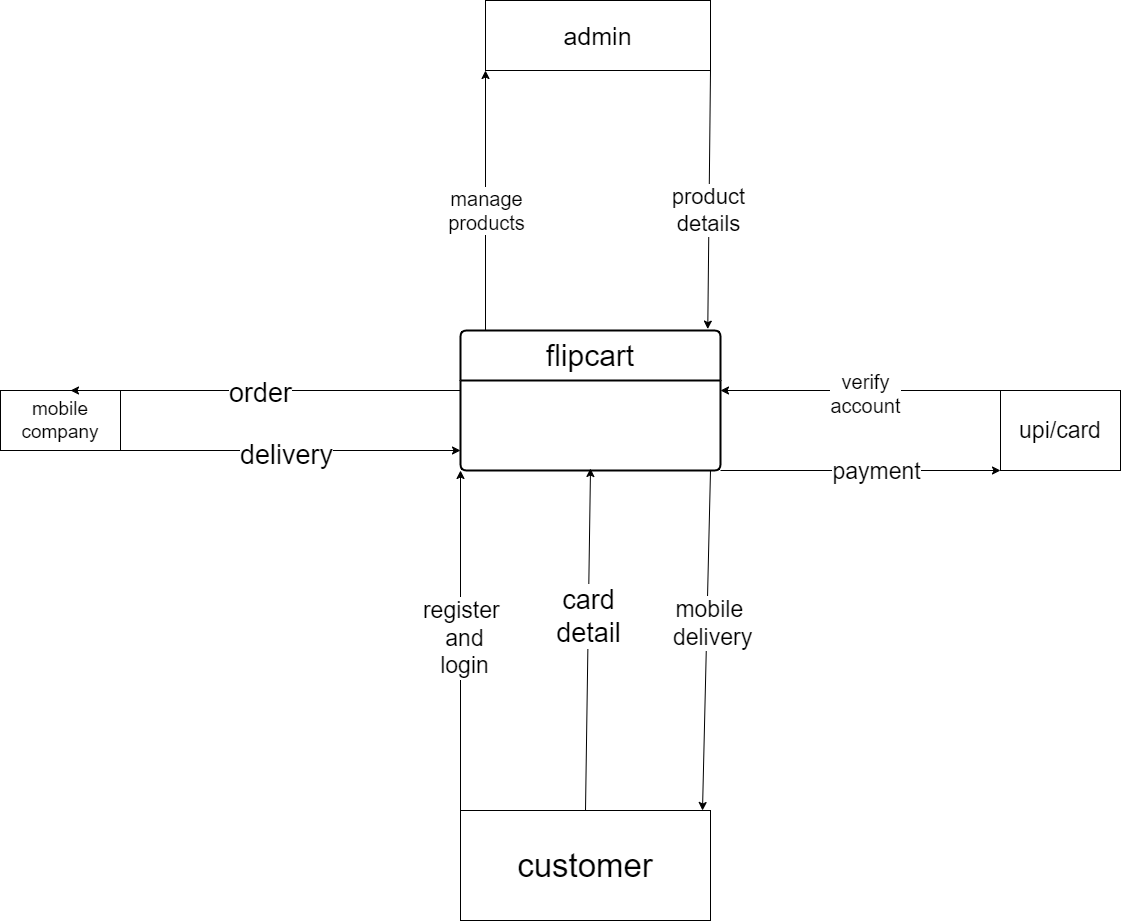 admin
manage
products
product
details
flipcart
order
mobile
company
delivery
verify
account
upi/card
payment
register
and
login
card
detail
mobile
delivery
customer